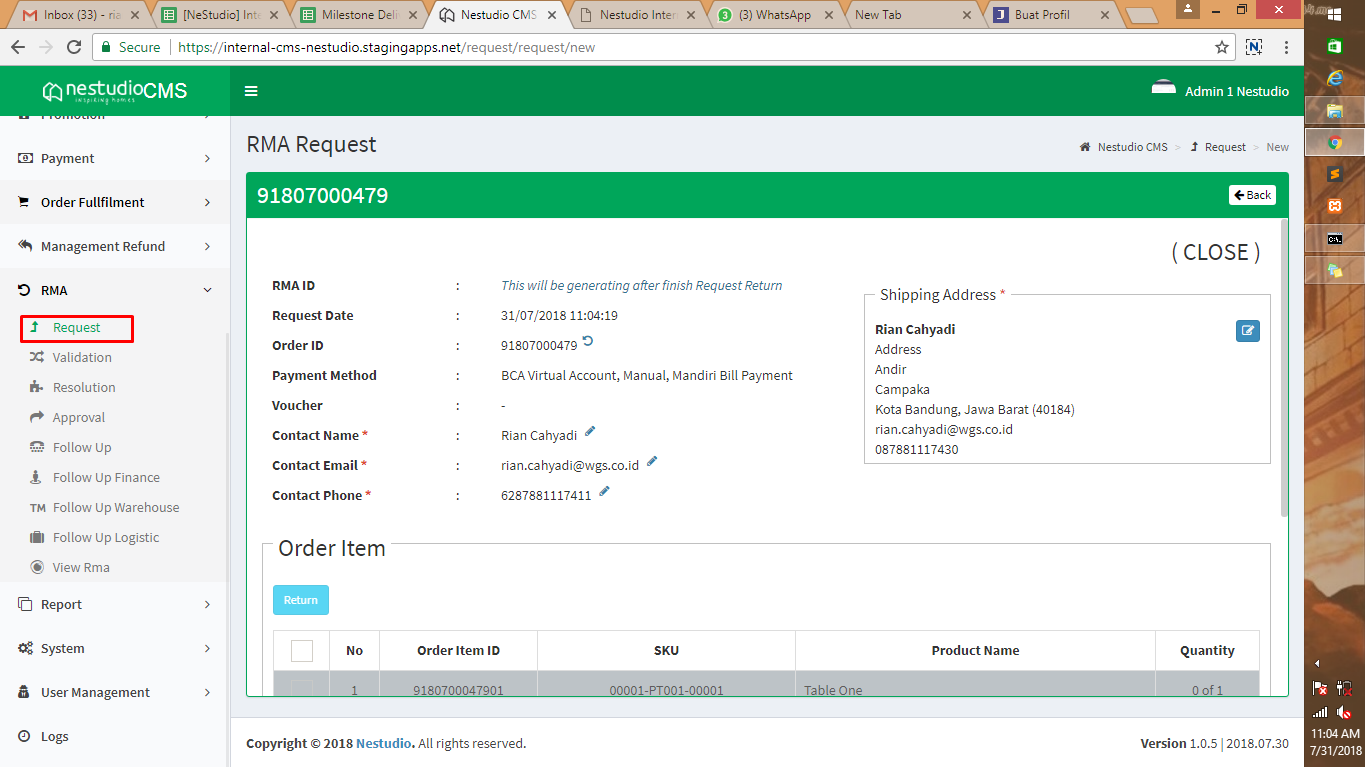 Inbox (33) - ria
[NeStudio] Inte
Milestone Deliv
Nestudio CMS
Nestudio Intern
(3) WhatsApp
New Tab
Buat Profil
Secure
https://internal-cms-nestudio.stagingapps.net/request/request/new
nestudioCMS
inspiring homes
Admin 1 Nestudio
Promotion
Payment
Order Fullfilment
Management Refund
RMA
Request
Validation
Resolution
Approval
Follow Up
Follow Up Finance
TM Follow Up Warehouse
Follow Up Logistic
View Rma
Report
System
User Management
Logs
RMA Request
Nestudio CMS > Request > New
91807000479
Back
( CLOSE )
RMA ID : This will be generating after finish Request Return
Request Date : 31/07/2018 11:04:19
Order ID : 91807000479
Payment Method : BCA Virtual Account, Manual, Mandiri Bill Payment
Voucher : -
Contact Name * : Rian Cahyadi
Contact Email * : rian.cahyadi@wgs.co.id
Contact Phone * : 6287881117411
Shipping Address *
Rian Cahyadi
Address
Andir
Campaka
Kota Bandung, Jawa Barat (40184)
rian.cahyadi@wgs.co.id
087881117430
Order Item
Return
No Order Item ID SKU Product Name Quantity
1 9180700047901 00001-PT001-00001 Table One 0 of 1
Copyright © 2018 Nestudio. All rights reserved.
Version 1.0.5 | 2018.07.30
11:04 AM
7/31/2018